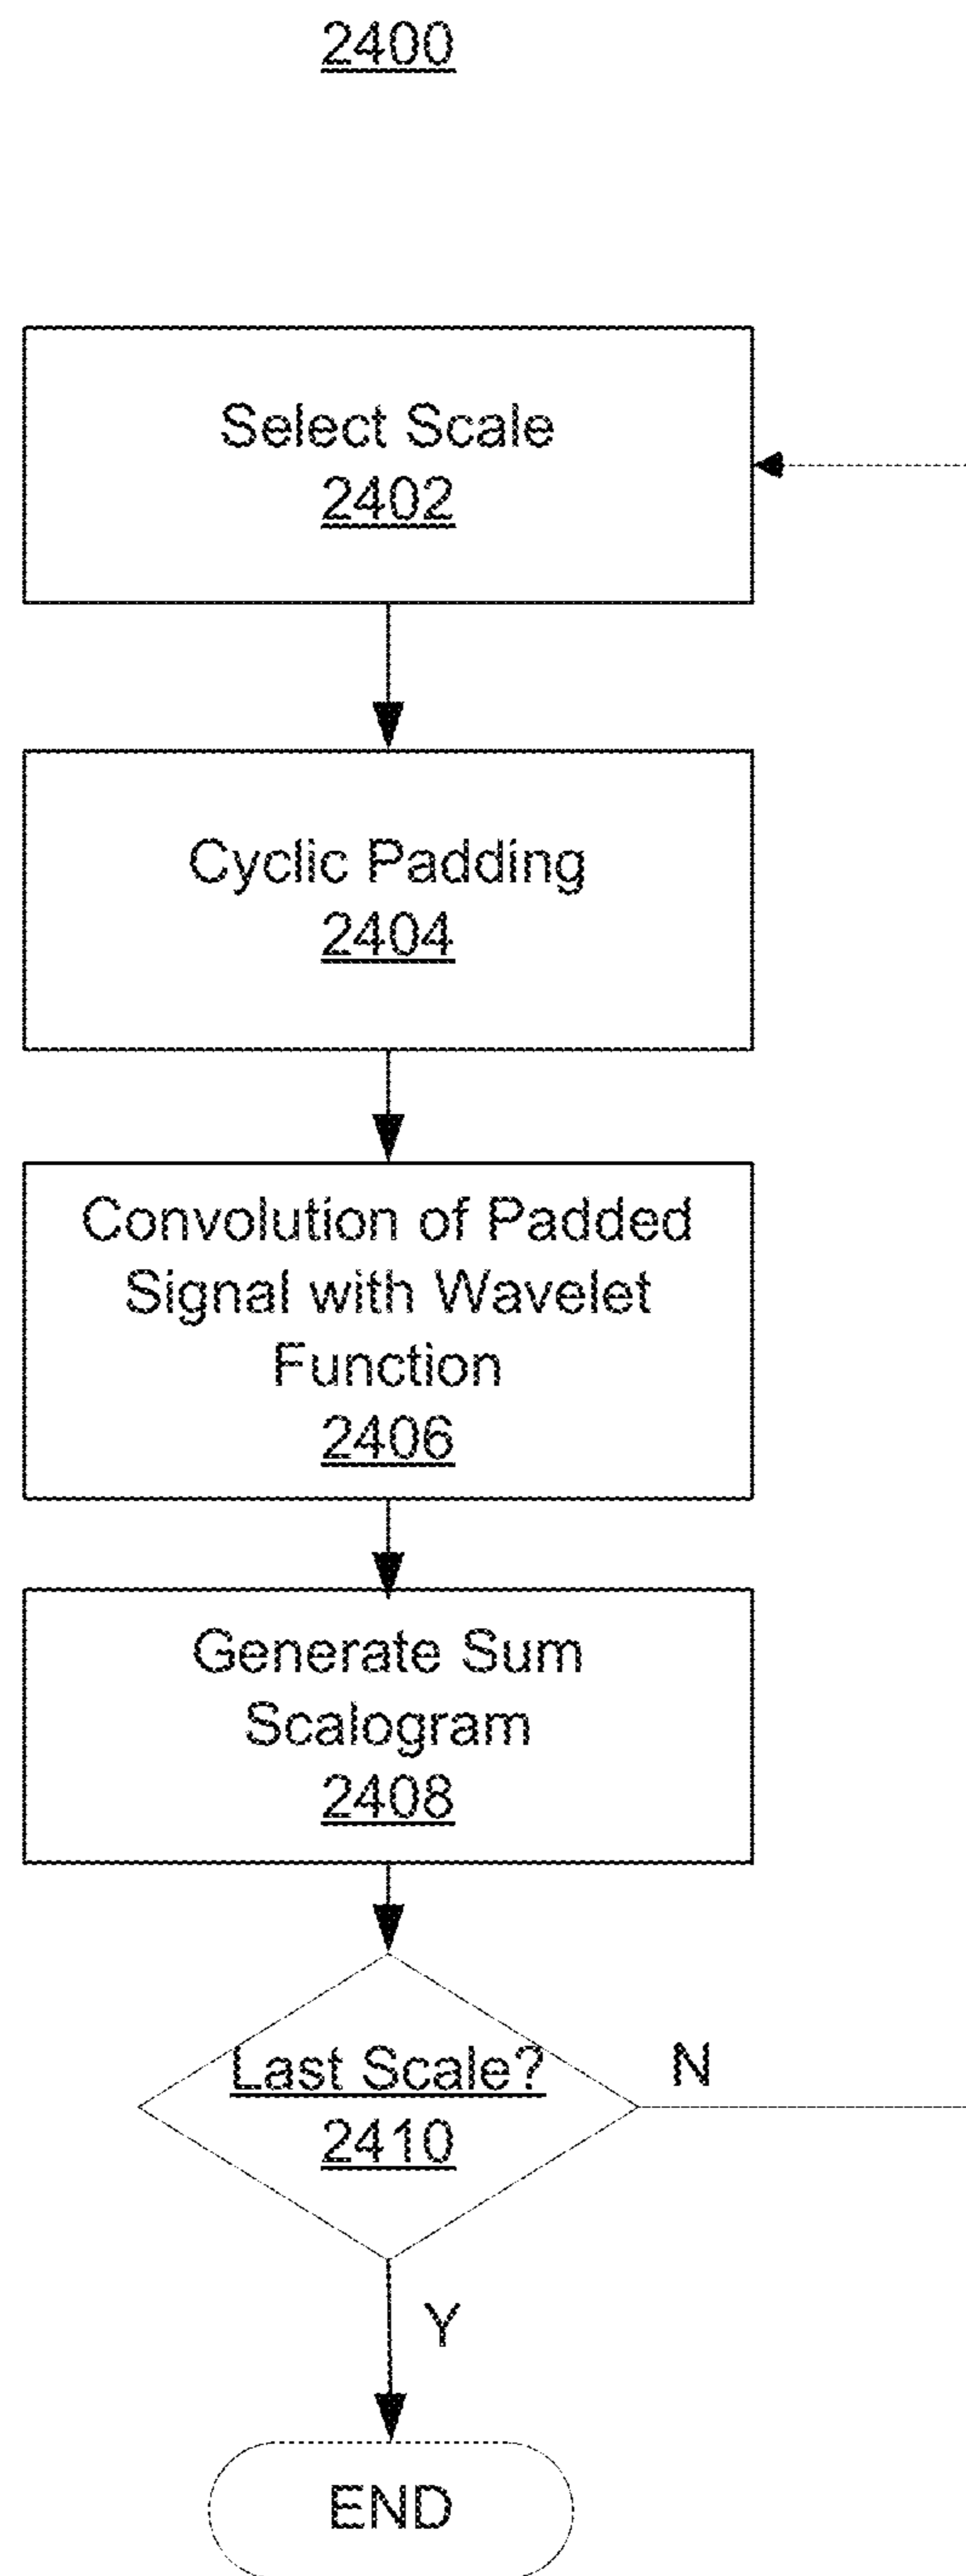 2400
Select Scale
2402
Cyclic Padding
2404
Convolution of Padded
Signal with Wavelet
Function
2406
Generate Sum
Scalogram
2408
Last Scale?
2410
N
Y
END